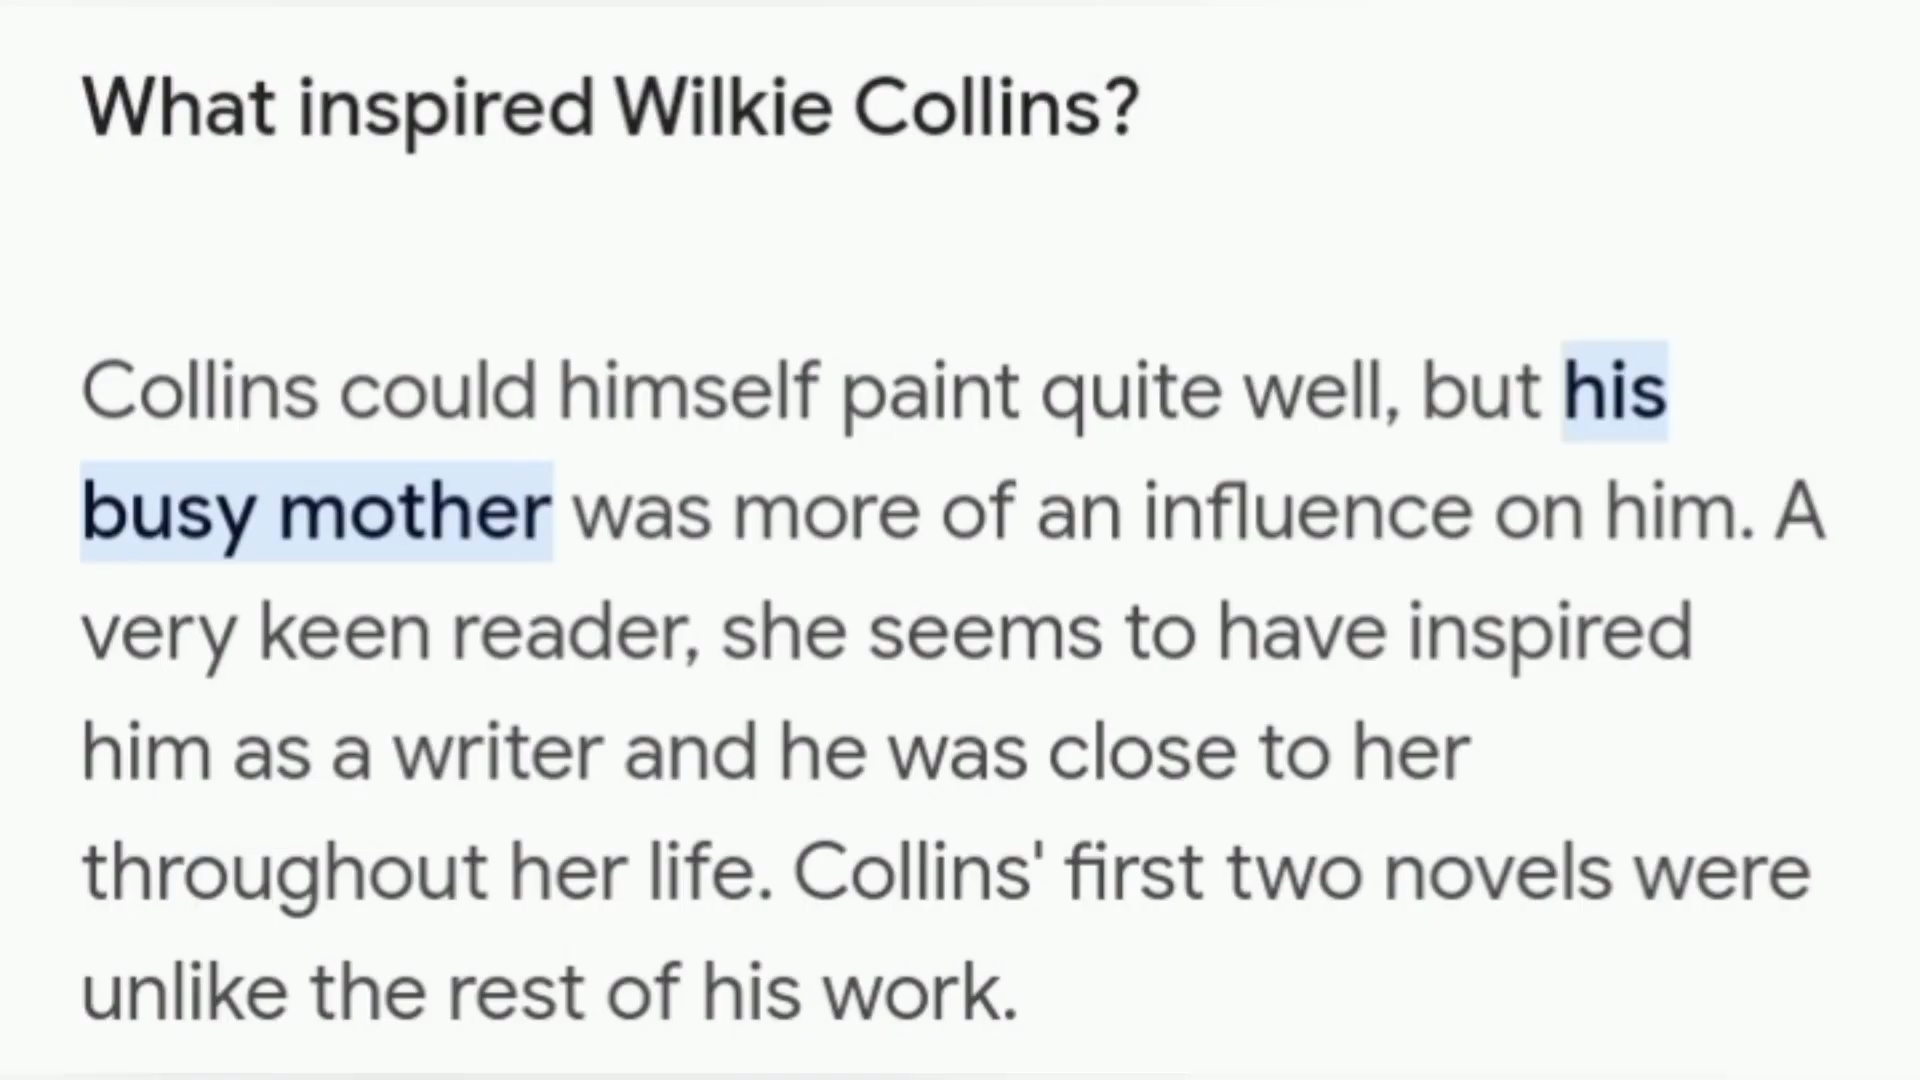 What inspired Wilkie Collins?
Collins could himself paint quite well, but his
busy mother was more of an influence on him. A
very keen reader, she seems to have inspired
him as a writer and he was close to her
throughout her life. Collins' first two novels were
unlike the rest of his work.